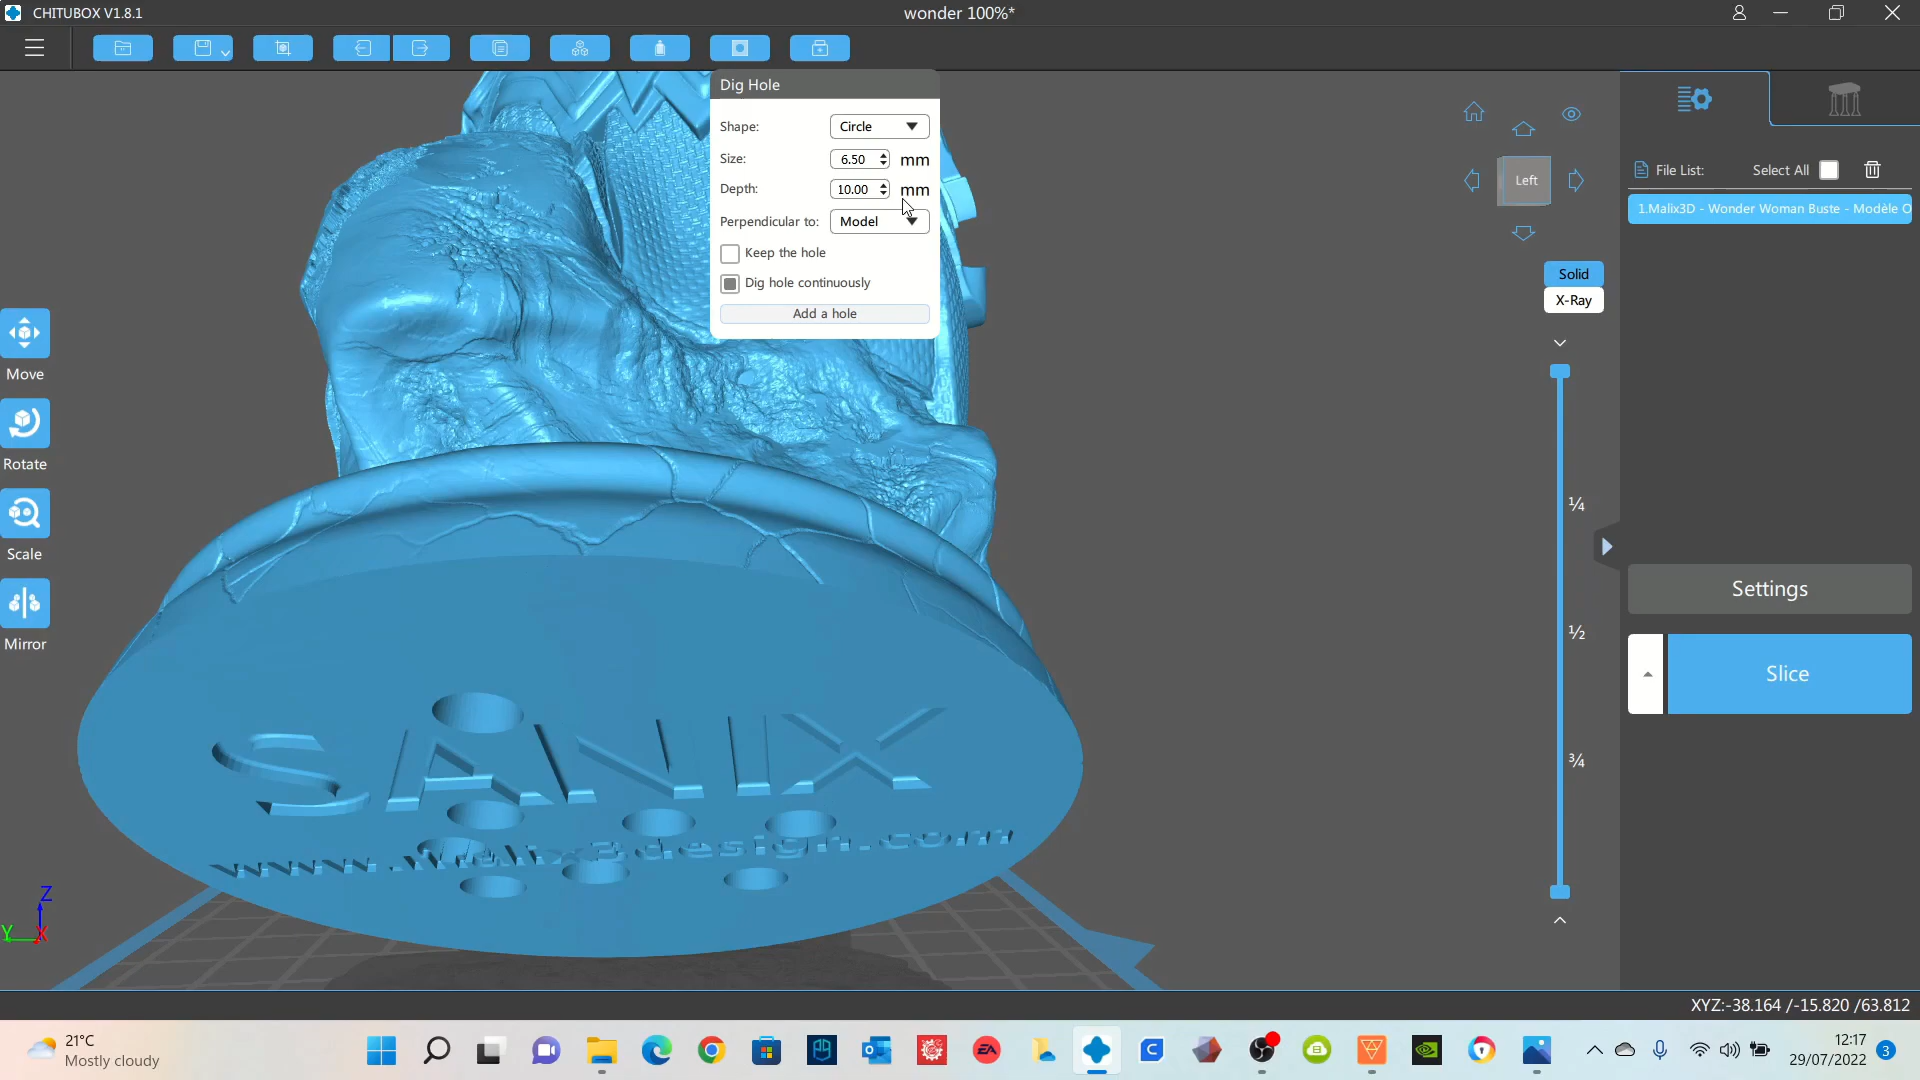 CHITUBOX V1.8.1
wonder 100%*
Dig Hole
Shape:
Circle
Size:
6.50
mm
Depth:
10.00
mm
Perpendicular to:
Model
Keep the hole
Dig hole continuously
Add a hole
Left
Solid
X-Ray
¼
½
¾
File List:
Select All
1.Malix3D - Wonder Woman Buste - Modèle O
Settings
Slice
Move
Rotate
Scale
Mirror
SANIX
Z
Y
X
XYZ:-38.164 /-15.820 /63.812
21°C
Mostly cloudy
EA
12:17
29/07/2022
3